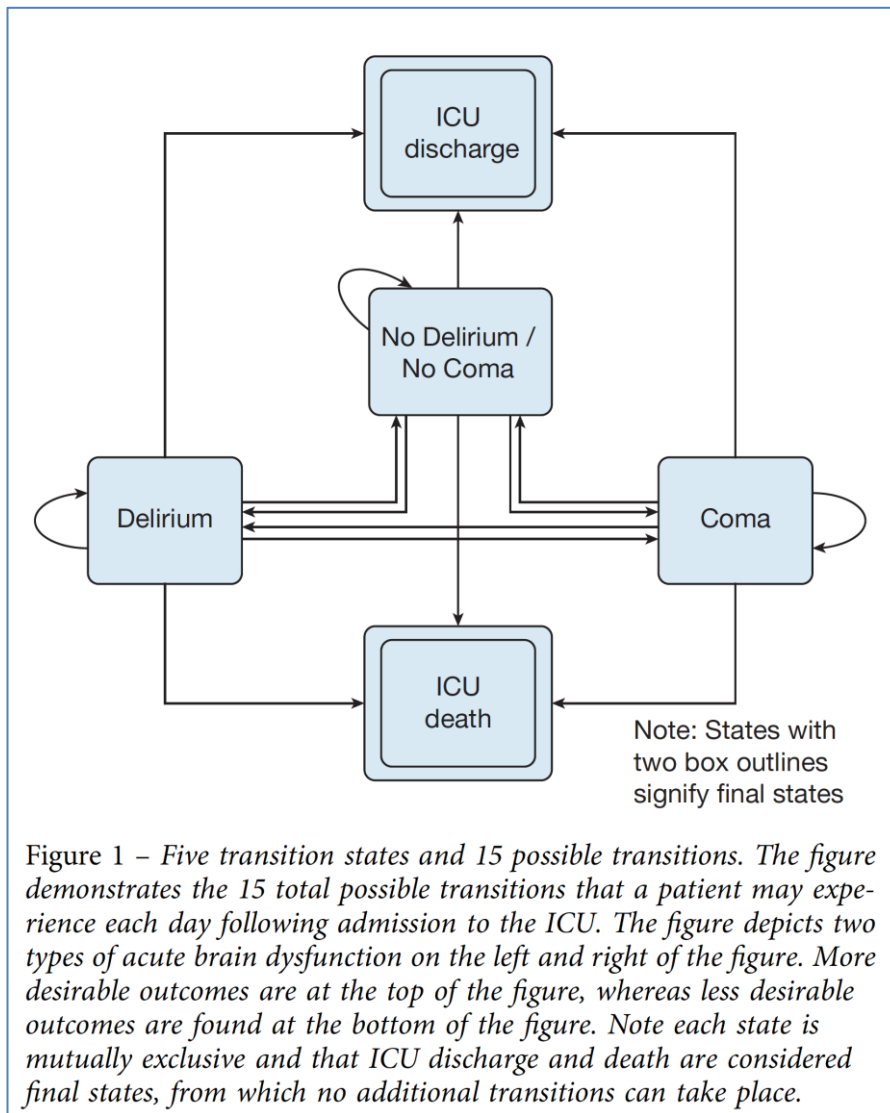 ICU
discharge
No Delirium /
No Coma
Delirium
Coma
ICU
death
Note: States with
two box outlines
signify final states
Figure 1 – Five transition states and 15 possible transitions. The figure
demonstrates the 15 total possible transitions that a patient may expe-
rience each day following admission to the ICU. The figure depicts two
types of acute brain dysfunction on the left and right of the figure. More
desirable outcomes are at the top of the figure, whereas less desirable
outcomes are found at the bottom of the figure. Note each state is
mutually exclusive and that ICU discharge and death are considered
final states, from which no additional transitions can take place.